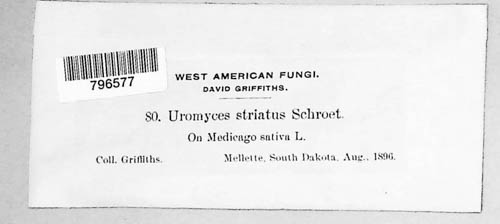 796577
WEST AMERICAN FUNGI.
DAVID GRIFFITHS.
80. Uromyces striatus Schroet.
On Medicago sativa L.
Coll. Griffiths. Mellette, South Dakota, Aug., 1896.